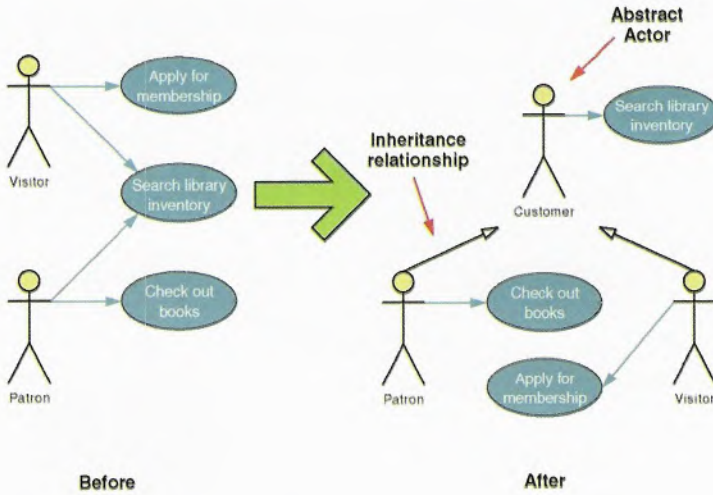 Abstract
Actor
Apply for
membership
Search library
inventory
Inheritance
relationship
Visitor
Search library
inventory
Customer
Check out
books
Check out
books
Patron
Apply for
membership
Patron
Visitor
Before
After